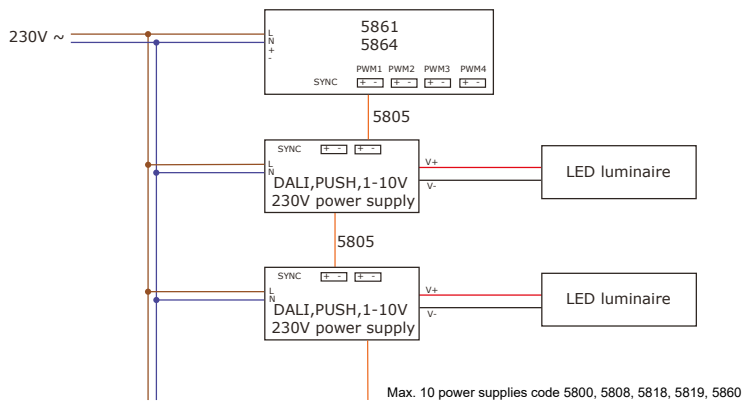 230V ~
L
N
+
-
5861
5864
PWM1 PWM2 PWM3 PWM4
SYNC + - + - + - + -
5805
SYNC + - + -
L
N
DALI,PUSH,1-10V
230V power supply
V+
V-
LED luminaire
5805
SYNC + - + -
L
N
DALI,PUSH,1-10V
230V power supply
V+
V-
LED luminaire
Max. 10 power supplies code 5800, 5808, 5818, 5819, 5860